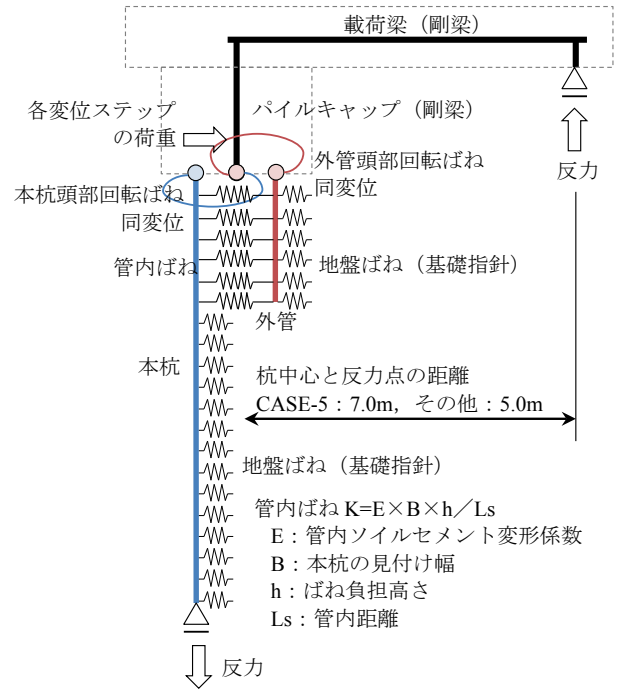 載荷梁（剛梁）
各変位ステップ
の荷重
パイルキャップ（剛梁）
外管頭部回転ばね
同変位
反力
本杭頭部回転ばね
同変位
管内ばね
地盤ばね（基礎指針）
外管
本杭
杭中心と反力点の距離
CASE-5：7.0m，その他：5.0m
地盤ばね（基礎指針）
管内ばね K=E×B×h／Ls
E：管内ソイルセメント変形係数
B：本杭の見付け幅
h：ばね負担高さ
Ls：管内距離
反力